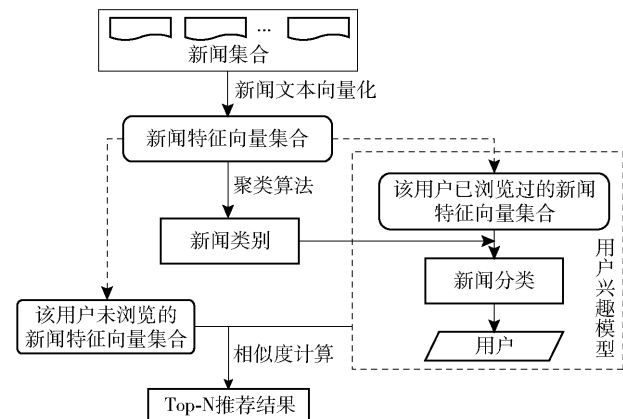 ...
新闻集合
新闻文本向量化
新闻特征向量集合
聚类算法
该用户已浏览过的新闻
特征向量集合
新闻类别
新闻分类
用户兴趣模型
该用户未浏览的
新闻特征向量集合
用户
相似度计算
Top-N推荐结果